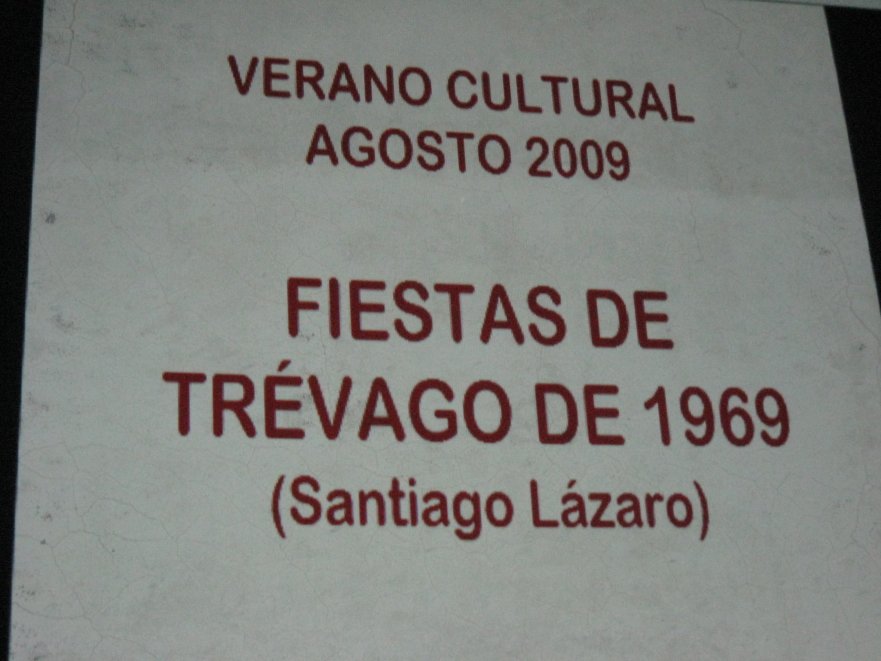 VERANO CULTURAL
AGOSTO 2009
FIESTAS DE
TRÉVAGO DE 1969
(Santiago Lázaro)